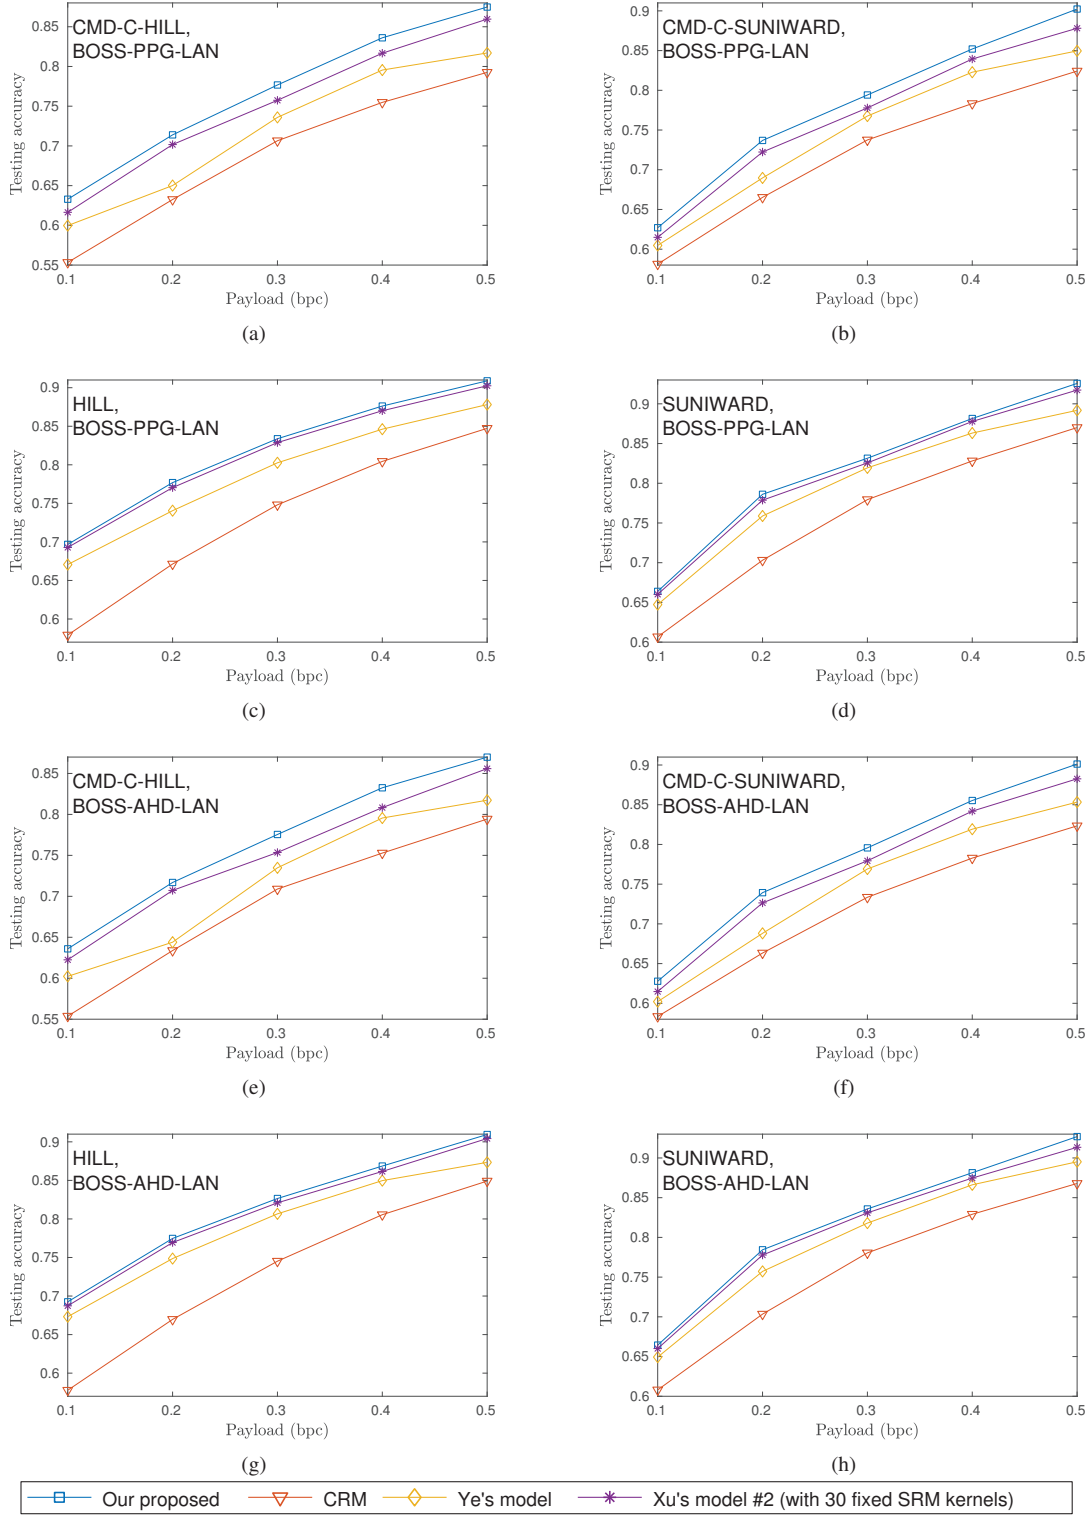 CMD-C-HILL,
BOSS-PPG-LAN
Testing accuracy
0.85
0.8
0.75
0.7
0.65
0.6
0.55
0.1 0.2 0.3 0.4 0.5
Payload (bpc)
(a)
CMD-C-SUNIWARD,
BOSS-PPG-LAN
Testing accuracy
0.9
0.85
0.8
0.75
0.7
0.65
0.6
0.1 0.2 0.3 0.4 0.5
Payload (bpc)
(b)
HILL,
BOSS-PPG-LAN
Testing accuracy
0.9
0.85
0.8
0.75
0.7
0.65
0.6
0.1 0.2 0.3 0.4 0.5
Payload (bpc)
(c)
SUNIWARD,
BOSS-PPG-LAN
Testing accuracy
0.9
0.85
0.8
0.75
0.7
0.65
0.6
0.1 0.2 0.3 0.4 0.5
Payload (bpc)
(d)
CMD-C-HILL,
BOSS-AHD-LAN
Testing accuracy
0.85
0.8
0.75
0.7
0.65
0.6
0.55
0.1 0.2 0.3 0.4 0.5
Payload (bpc)
(e)
CMD-C-SUNIWARD,
BOSS-AHD-LAN
Testing accuracy
0.9
0.85
0.8
0.75
0.7
0.65
0.6
0.1 0.2 0.3 0.4 0.5
Payload (bpc)
(f)
HILL,
BOSS-AHD-LAN
Testing accuracy
0.9
0.85
0.8
0.75
0.7
0.65
0.6
0.1 0.2 0.3 0.4 0.5
Payload (bpc)
(g)
SUNIWARD,
BOSS-AHD-LAN
Testing accuracy
0.9
0.85
0.8
0.75
0.7
0.65
0.6
0.1 0.2 0.3 0.4 0.5
Payload (bpc)
(h)
Our proposed CRM Ye's model Xu's model #2 (with 30 fixed SRM kernels)